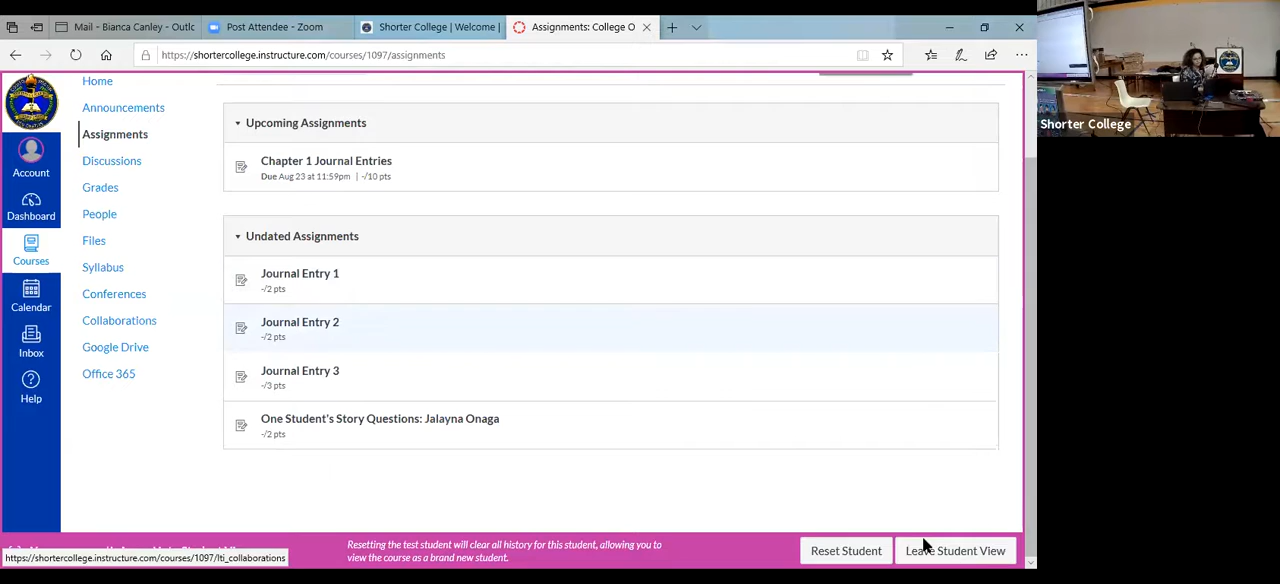 Mail - Bianca Canley - Outlc
Post Attendee - Zoom
Shorter College | Welcome |
Assignments: College O
https://shortercollege.instructure.com/courses/1097/assignments
Home
Announcements
Assignments
Discussions
Grades
People
Files
Syllabus
Conferences
Collaborations
Google Drive
Office 365
Account
Dashboard
Courses
Calendar
Inbox
Help
Upcoming Assignments
Chapter 1 Journal Entries
Due Aug 23 at 11:59pm | -/10 pts
Undated Assignments
Journal Entry 1
-/2 pts
Journal Entry 2
-/2 pts
Journal Entry 3
-/3 pts
One Student's Story Questions: Jalayna Onaga
-/2 pts
https://shortercollege.instructure.com/courses/1097/lti_collaborations
Resetting the test student will clear all history for this student, allowing you to
view the course as a brand new student.
Reset Student
Leave Student View
Shorter College